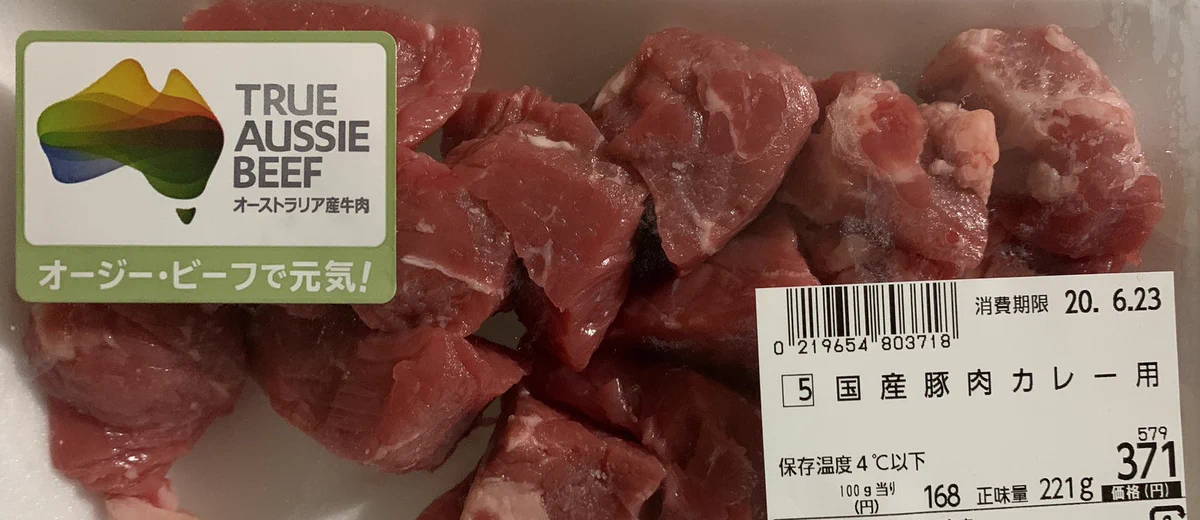 TRUE
AUSSIE
BEEF
オーストラリア産牛肉
オージー・ビーフで元気!
消費期限 20. 6.23
0 219654 803718
5 国産豚肉カレー用
579
保存温度4℃以下 371
100g当り(円) 168 正味量 221g 価格(円)